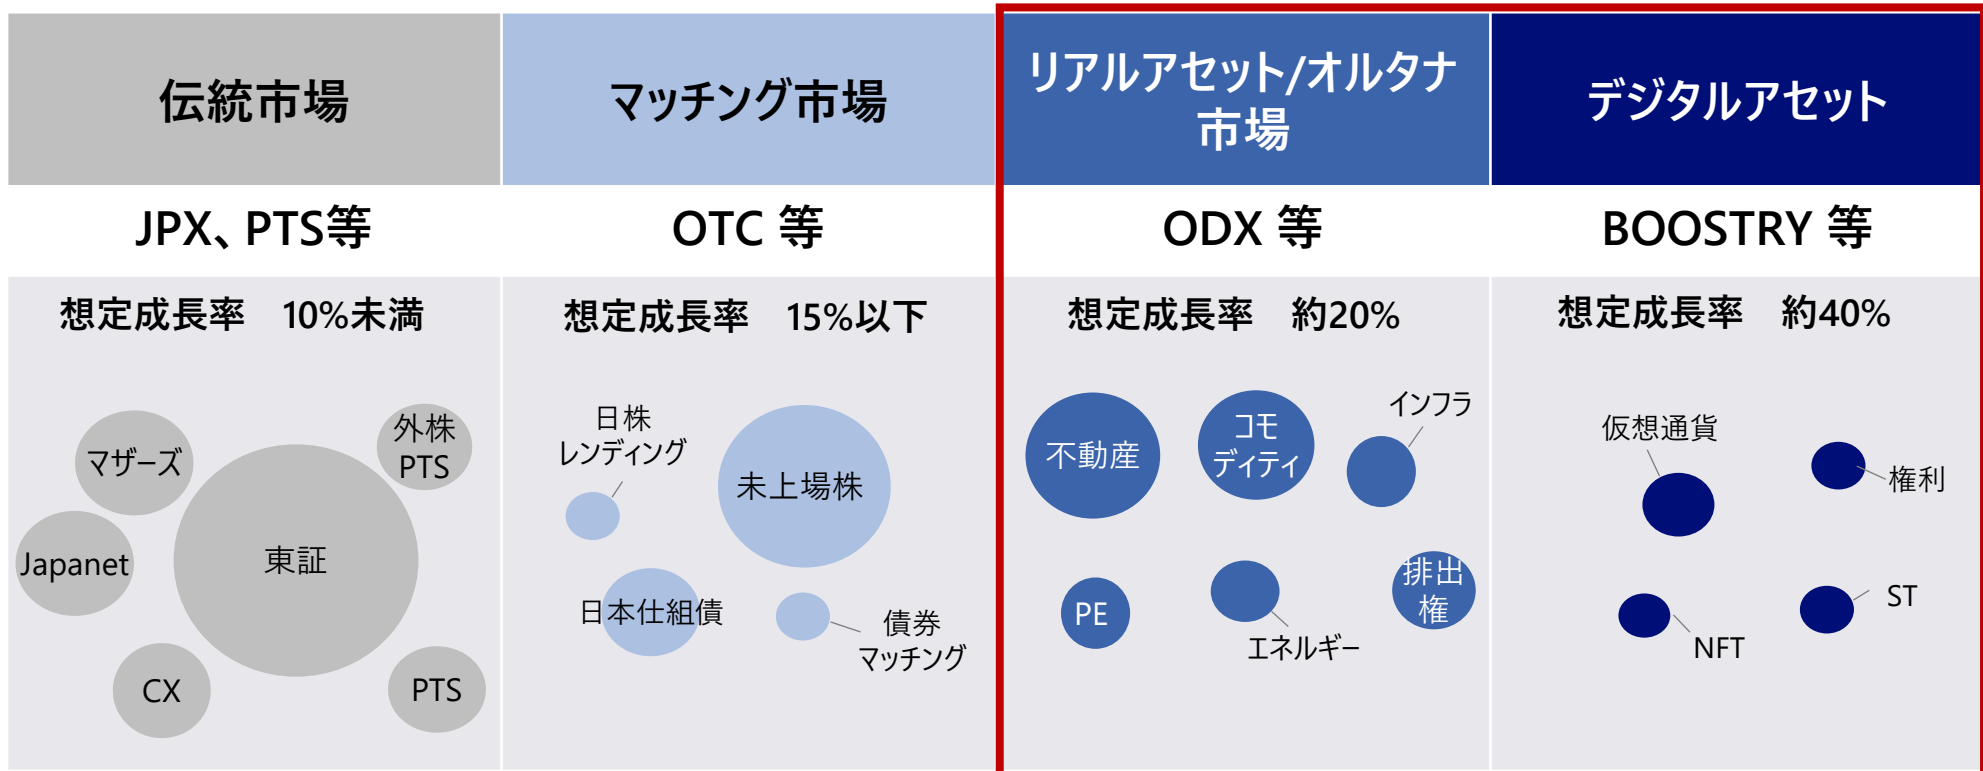 伝統市場
マッチング市場
リアルアセット/オルタナ
市場
デジタルアセット
JPX、PTS等
OTC 等
ODX 等
BOOSTRY 等
想定成長率　10%未満
想定成長率　15%以下
想定成長率　約20%
想定成長率　約40%
マザーズ
外株
PTS
Japanet
東証
CX
PTS
日株
レンディング
未上場株
日本仕組債
債券
マッチング
不動産
コモ
ディティ
インフラ
PE
エネルギー
排出
権
仮想通貨
権利
NFT
ST